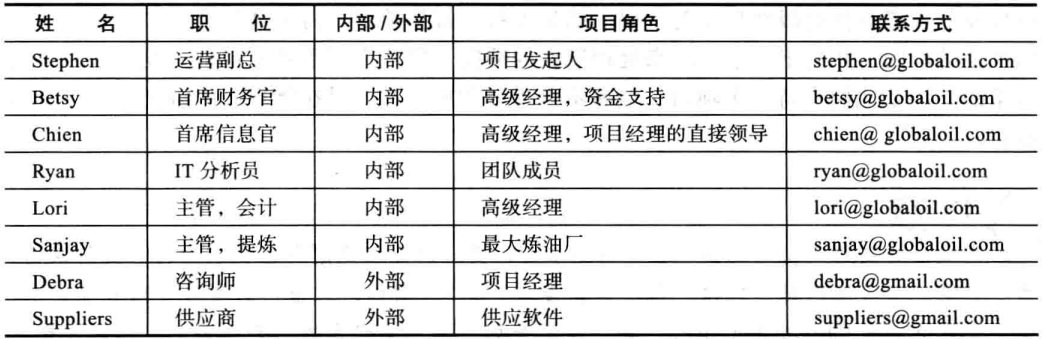 姓 名 职 位 内部/外部 项目角色 联系方式
Stephen 运营副总 内部 项目发起人 stephen@globaloil.com
Betsy 首席财务官 内部 高级经理，资金支持 betsy@globaloil.com
Chien 首席信息官 内部 高级经理，项目经理的直接领导 chien@ globaloil.com
Ryan IT 分析员 内部 团队成员 ryan@globaloil.com
Lori 主管，会计 内部 高级经理 lori@globaloil.com
Sanjay 主管，提炼 内部 最大炼油厂 sanjay@globaloil.com
Debra 咨询师 外部 项目经理 debra@gmail.com
Suppliers 供应商 外部 供应软件 suppliers@gmail.com